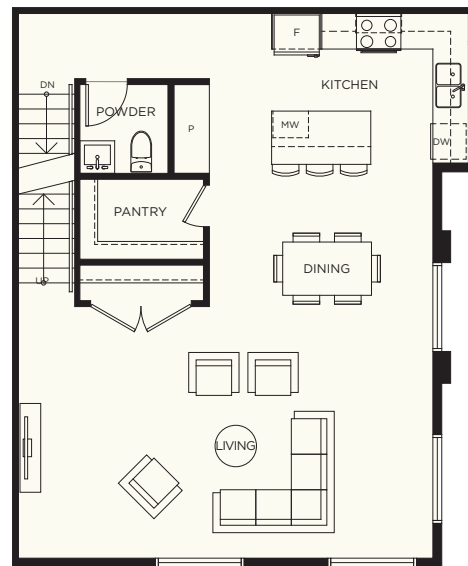 F
KITCHEN
DN
POWDER
P
MW
DW
PANTRY
DINING
UP
LIVING